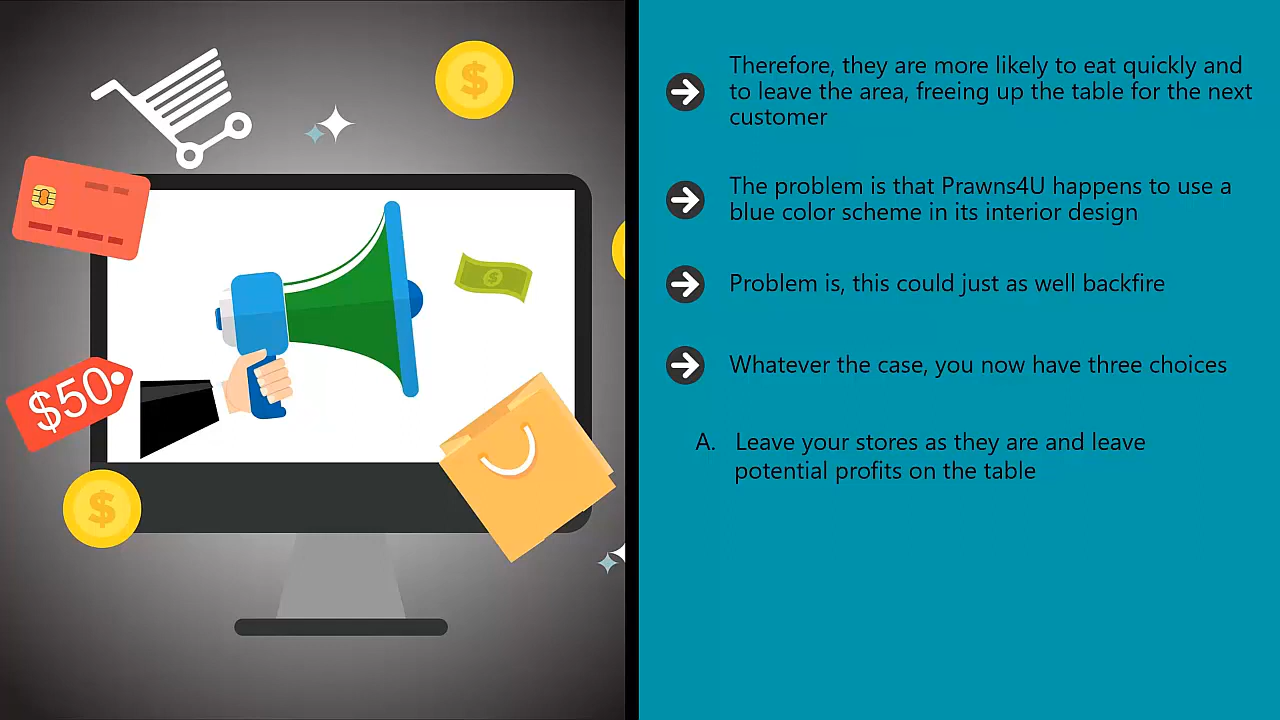 Therefore, they are more likely to eat quickly and
to leave the area, freeing up the table for the next
customer
The problem is that Prawns4U happens to use a
blue color scheme in its interior design
Problem is, this could just as well backfire
Whatever the case, you now have three choices
A. Leave your stores as they are and leave
potential profits on the table
$
$
$50
$